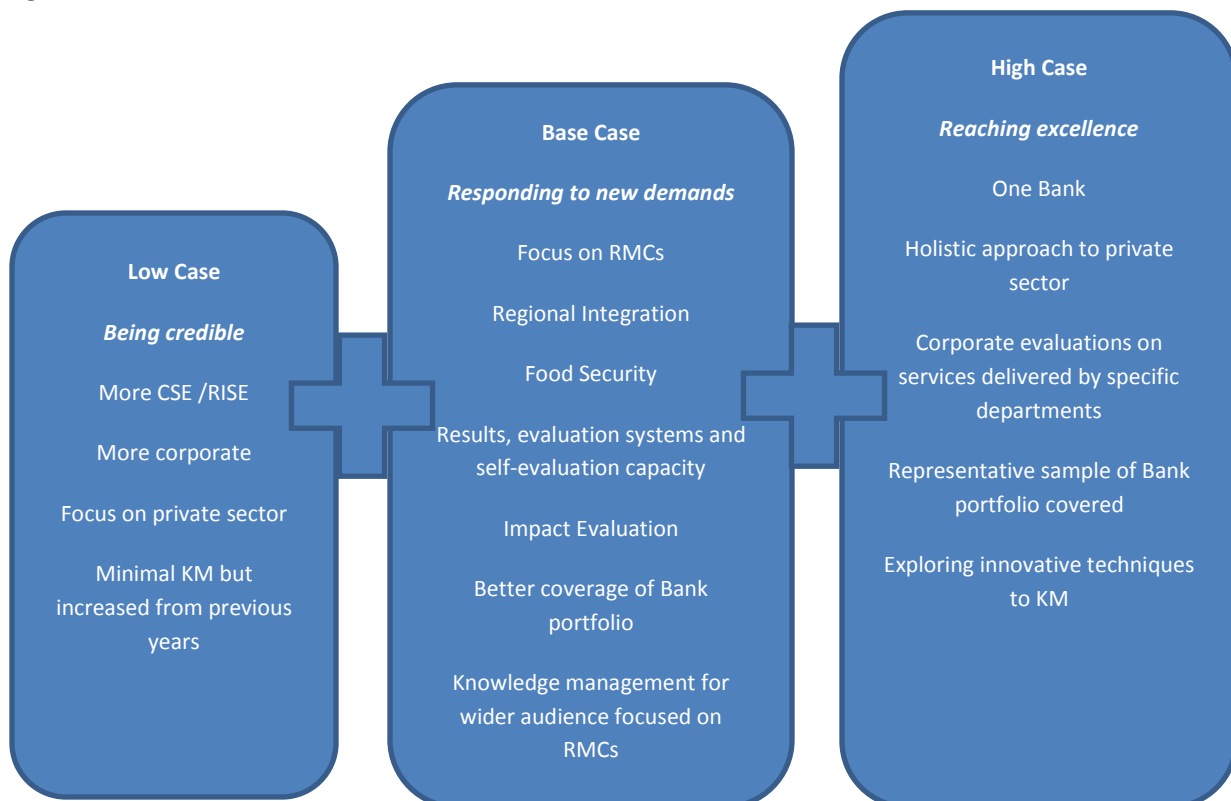 Low Case
Being credible
More CSE /RISE
More corporate
Focus on private sector
Minimal KM but
increased from previous
years
Base Case
Responding to new demands
Focus on RMCs
Regional Integration
Food Security
Results, evaluation systems and
self-evaluation capacity
Impact Evaluation
Better coverage of Bank
portfolio
Knowledge management for
wider audience focused on
RMCs
High Case
Reaching excellence
One Bank
Holistic approach to private
sector
Corporate evaluations on
services delivered by specific
departments
Representative sample of Bank
portfolio covered
Exploring innovative techniques
to KM